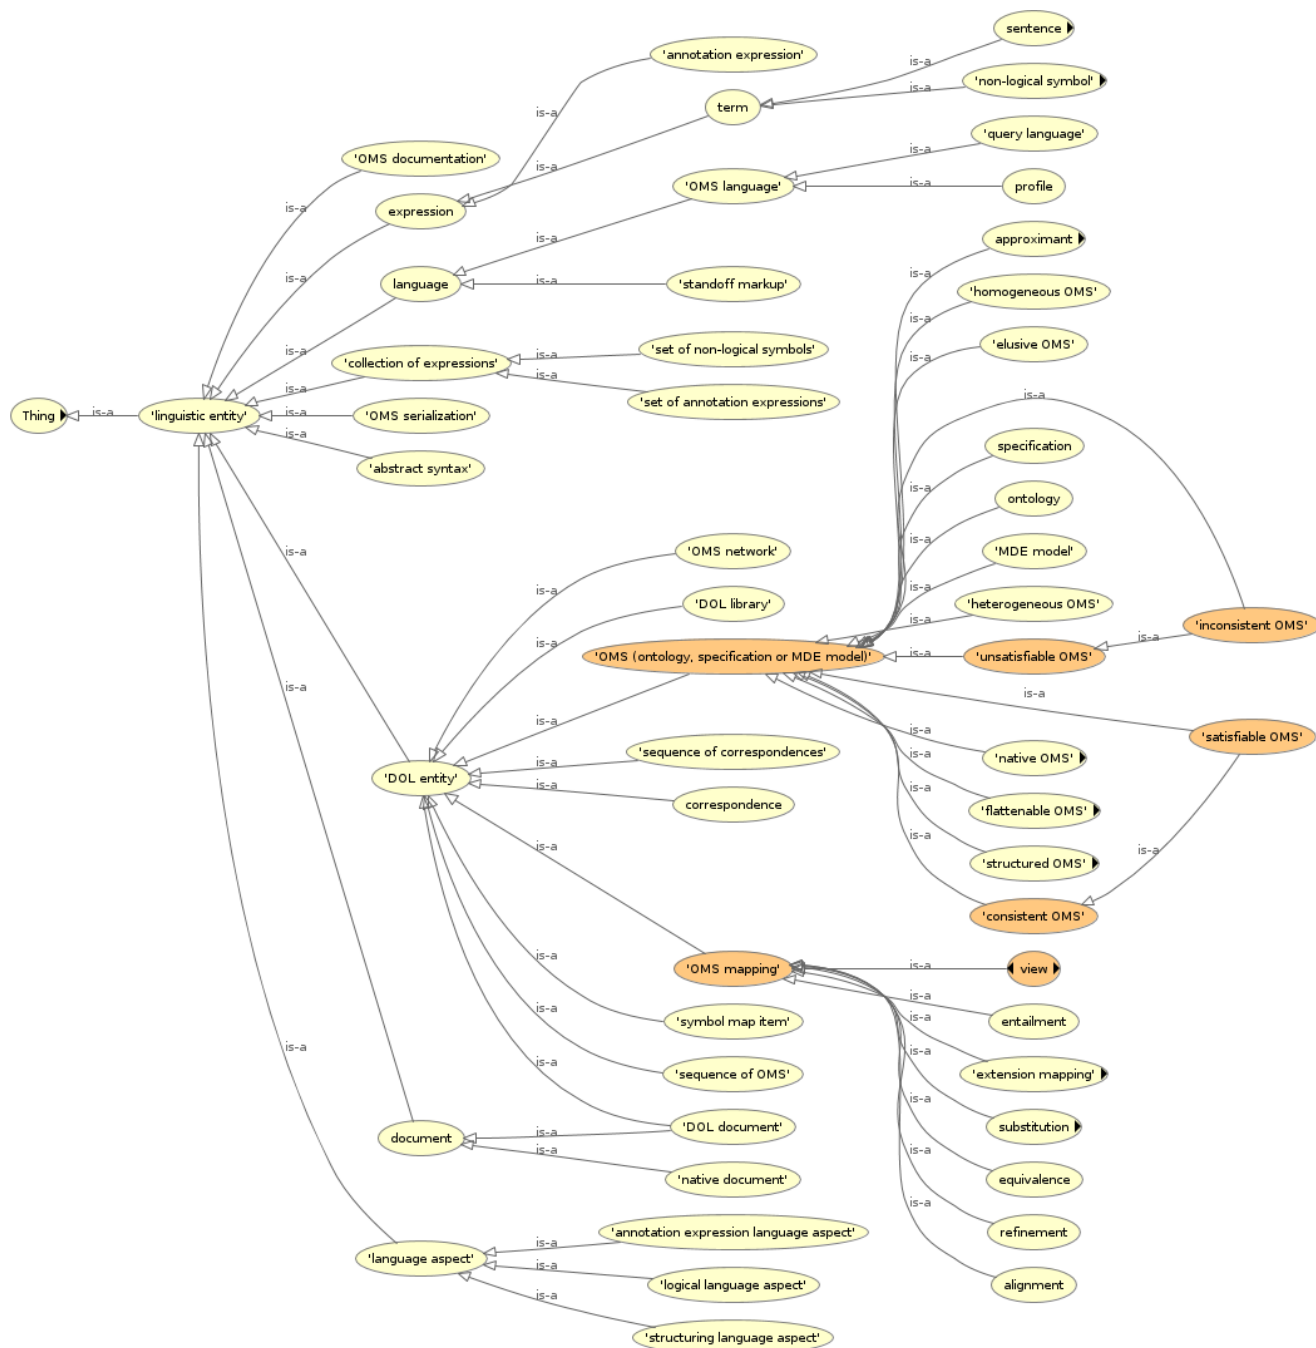 sentence
'annotation expression'
is-a
'non-logical symbol'
is-a
term
is-a
'query language'
is-a
'OMS documentation'
is-a
'OMS language'
is-a
profile
is-a
expression
approximant
is-a
is-a
is-a
language
'standoff markup'
is-a
'homogeneous OMS'
is-a
'elusive OMS'
is-a
'set of non-logical symbols'
is-a
is-a
'collection of expressions'
is-a
is-a
'set of annotation expressions'
is-a
Thing
is-a
'linguistic entity'
is-a
'OMS serialization'
is-a
'abstract syntax'
specification
is-a
ontology
is-a
is-a
'OMS network'
'MDE model'
is-a
is-a
'DOL library'
'heterogeneous OMS'
is-a
'inconsistent OMS'
is-a
is-a
'OMS (ontology, specification or MDE model)'
is-a
'unsatisfiable OMS'
is-a
is-a
is-a
'satisfiable OMS'
is-a
'sequence of correspondences'
is-a
'native OMS'
is-a
'DOL entity'
is-a
correspondence
is-a
'flattenable OMS'
is-a
is-a
'structured OMS'
is-a
'consistent OMS'
is-a
'OMS mapping'
is-a
view
is-a
is-a
'symbol map item'
is-a
entailment
is-a
is-a
'sequence of OMS'
is-a
'extension mapping'
is-a
is-a
'DOL document'
substitution
document
is-a
is-a
'native document'
is-a
equivalence
'annotation expression language aspect'
is-a
refinement
'language aspect'
is-a
'logical language aspect'
is-a
alignment
is-a
'structuring language aspect'